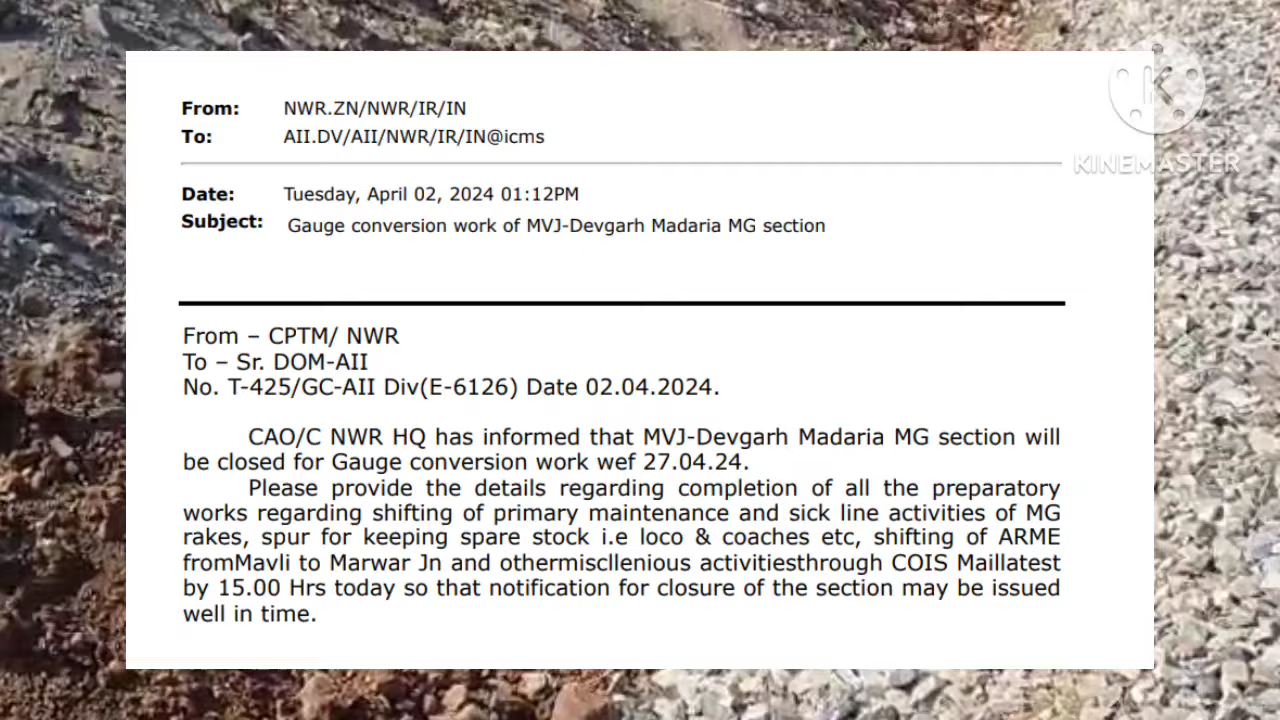 From: NWR.ZN/NWR/IR/IN
To: AII.DV/AII/NWR/IR/IN@icms
KINEMASTER
Date: Tuesday, April 02, 2024 01:12PM
Subject: Gauge conversion work of MVJ-Devgarh Madaria MG section
From – CPTM/ NWR
To – Sr. DOM-AII
No. T-425/GC-AII Div(E-6126) Date 02.04.2024.
CAO/C NWR HQ has informed that MVJ-Devgarh Madaria MG section will
be closed for Gauge conversion work wef 27.04.24.
Please provide the details regarding completion of all the preparatory
works regarding shifting of primary maintenance and sick line activities of MG
rakes, spur for keeping spare stock i.e loco & coaches etc, shifting of ARME
fromMavli to Marwar Jn and othermiscllenious activitiesthrough COIS Maillatest
by 15.00 Hrs today so that notification for closure of the section may be issued
well in time.